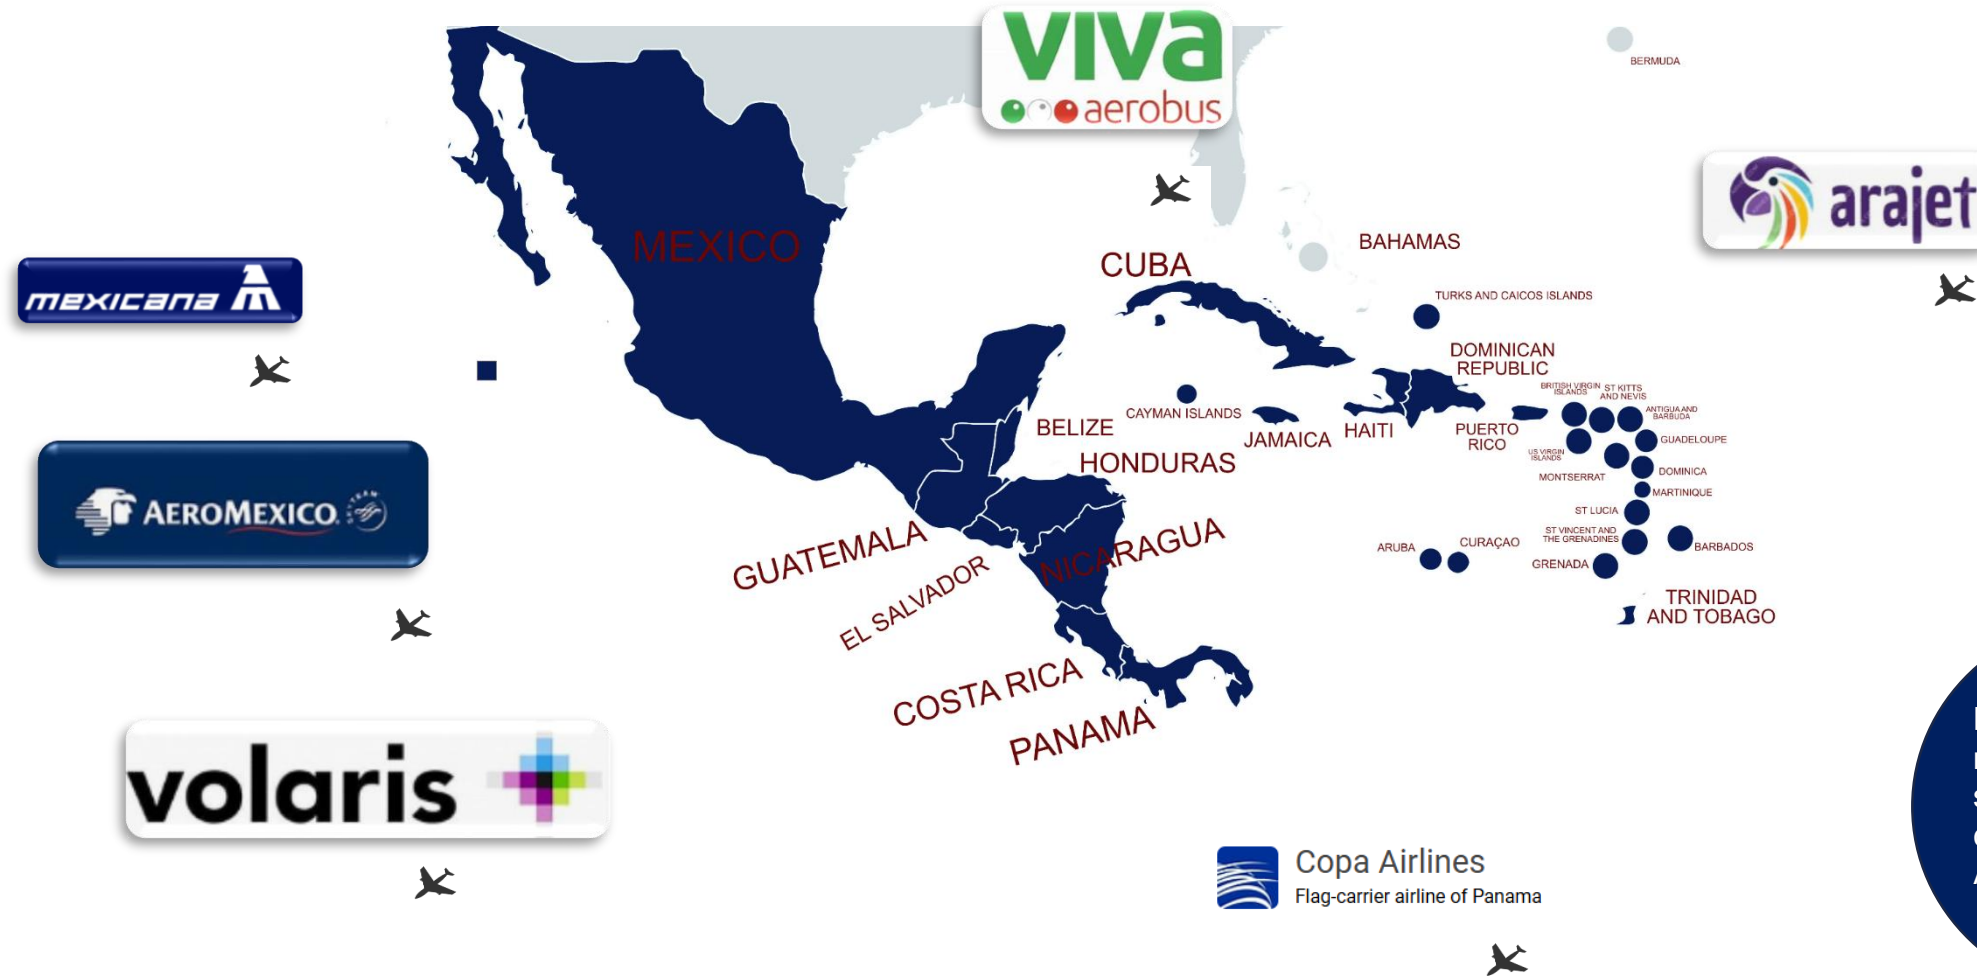 VIVa
aerobus
BERMUDA
arajet
MEXICO
BAHAMAS
CUBA
mexicana
TURKS AND CAICOS ISLANDS
DOMINICAN
REPUBLIC
BRITISH VIRGIN
ISLANDS
ST KITTS
AND NEVIS
ANTIGUA AND
BARBUDA
CAYMAN ISLANDS
BELIZE
JAMAICA
HAITI
PUERTO
RICO
GUADELOUPE
US VIRGIN
ISLANDS
HONDURAS
MONTSERRAT
DOMINICA
MARTINIQUE
AEROMEXICO
SKYTEAM
ST LUCIA
GUATEMALA
NICARAGUA
ST VINCENT AND
THE GRENADINES
ARUBA
CURAÇAO
BARBADOS
GRENADA
EL SALVADOR
TRINIDAD
AND TOBAGO
COSTA RICA
PANAMA
volaris
Copa Airlines
Flag-carrier airline of Panama